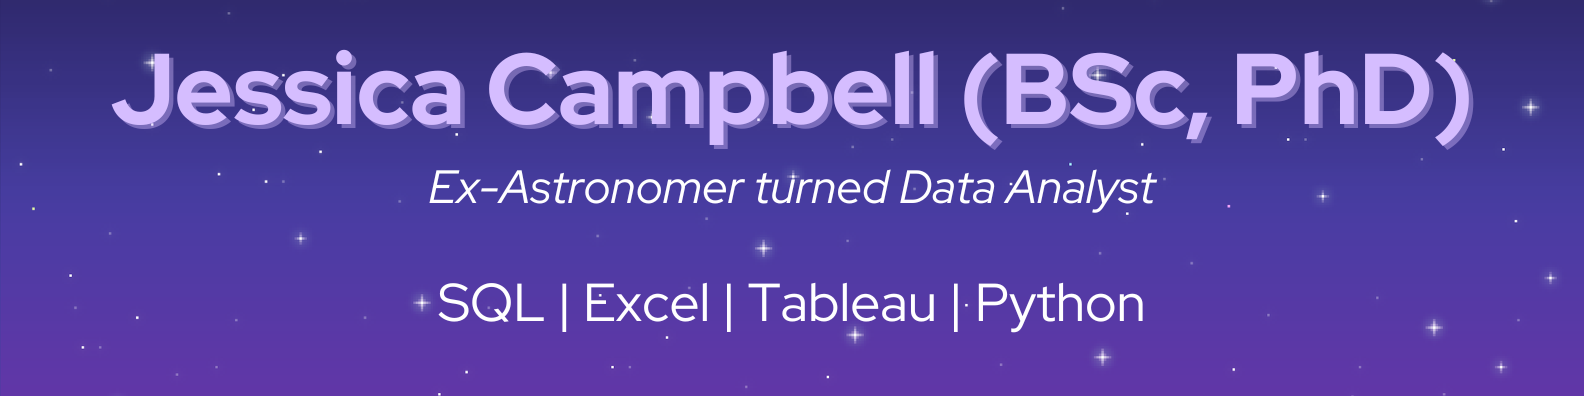 Jessica Campbell (BSc, PhD)
Ex-Astronomer turned Data Analyst
SQL | Excel | Tableau | Python